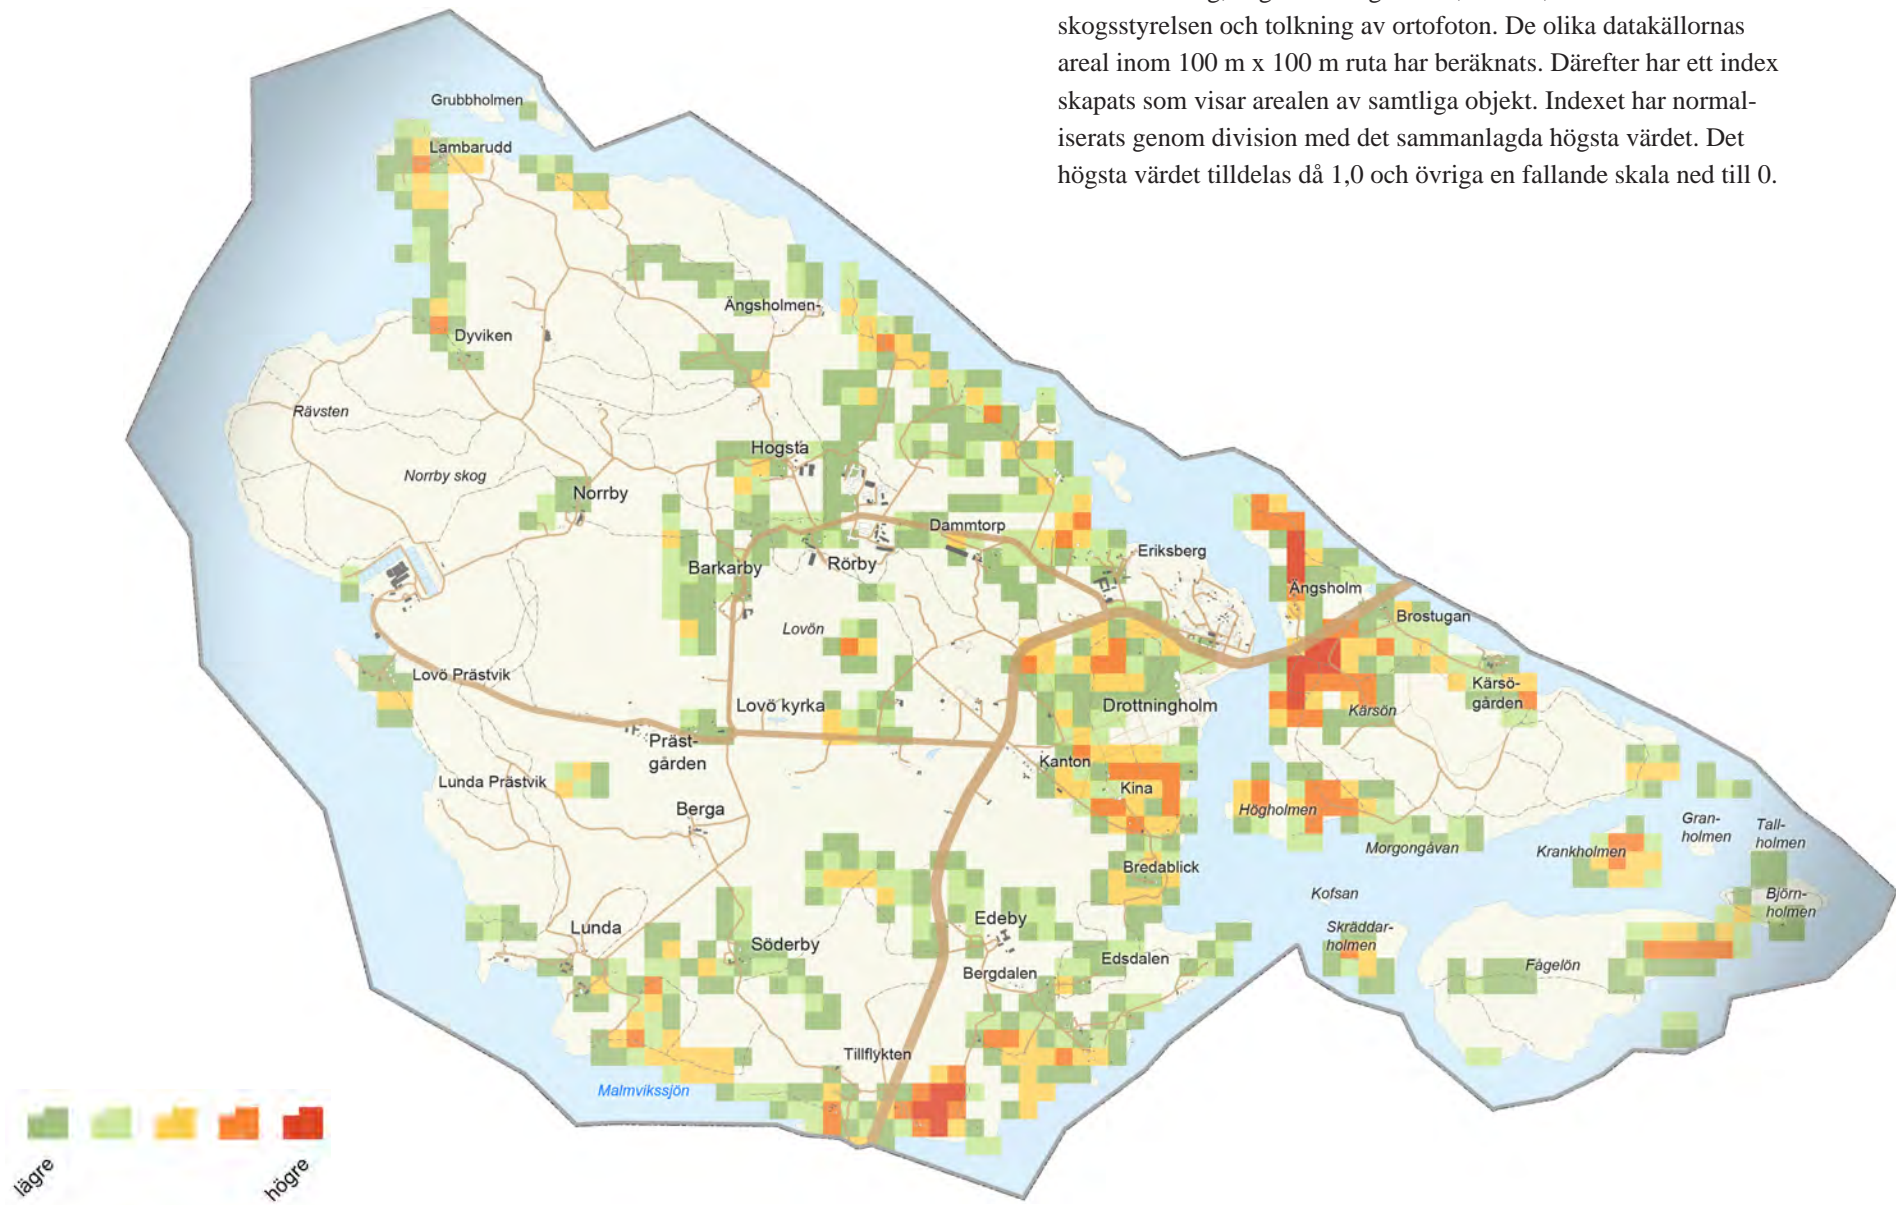 skogsstyrelsen och tolkning av ortofoton. De olika datakällornas
areal inom 100 m x 100 m ruta har beräknats. Därefter har ett index
skapats som visar arealen av samtliga objekt. Indexet har normal-
iserats genom division med det sammanlagda högsta värdet. Det
högsta värdet tilldelas då 1,0 och övriga en fallande skala ned till 0.
Grubbholmen
Lambarudd
Ängsholmen-
Dyviken
Rävsten
Hogsta
Norrby skog
Norrby
Dammtorp
Eriksberg
Barkarby
Rörby
Ängsholm
Brostugan
Lovön
Lovö Prästvik
Kärsö-
gården
Lovö kyrka
Drottningholm
Kärsön
Präst-
gården
Kanton
Lunda Prästvik
Kina
Berga
Högholmen
Gran-
holmen
Tall-
holmen
Morgongåvan
Krankholmen
Bredablick
Kofsan
Björn-
holmen
Edeby
Lunda
Skräddar-
holmen
Söderby
Edsdalen
Fågelön
Bergdalen
Tillflykten
Malmvikssjön
lägre
högre